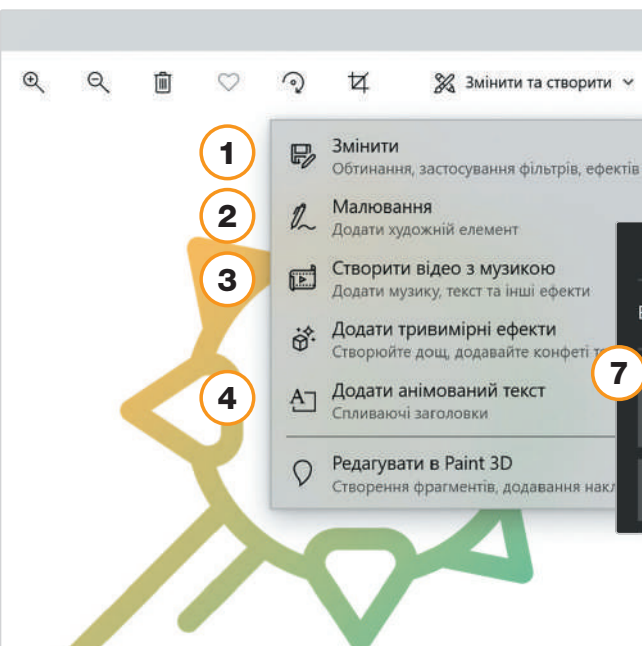 Змінити та створити
1
Змінити
Обтинання, застосування фільтрів, ефектів
2
Малювання
Додати художній елемент
3
Створити відео з музикою
Додати музику, текст та інші ефекти
Додати тривимірні ефекти
Створюйте дощ, додавайте конфеті
7
4
Додати анімований текст
Спливаючі заголовки
Редагувати в Paint 3D
Створення фрагментів, додавання